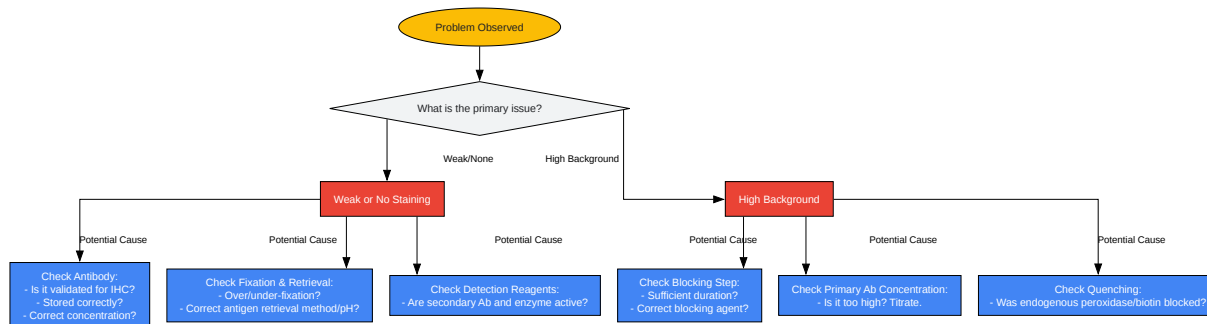 Problem Observed
What is the primary issue?
Weak/None
High Background
Weak or No Staining
High Background
Potential Cause
Potential Cause
Potential Cause
Potential Cause
Potential Cause
Potential Cause
Check Antibody:
- Is it validated for IHC?
- Stored correctly?
- Correct concentration?
Check Fixation & Retrieval:
- Over/under-fixation?
- Correct antigen retrieval method/pH?
Check Detection Reagents:
- Are secondary Ab and enzyme active?
Check Blocking Step:
- Sufficient duration?
- Correct blocking agent?
Check Primary Ab Concentration:
- Is it too high? Titrate.
Check Quenching:
- Was endogenous peroxidase/biotin blocked?